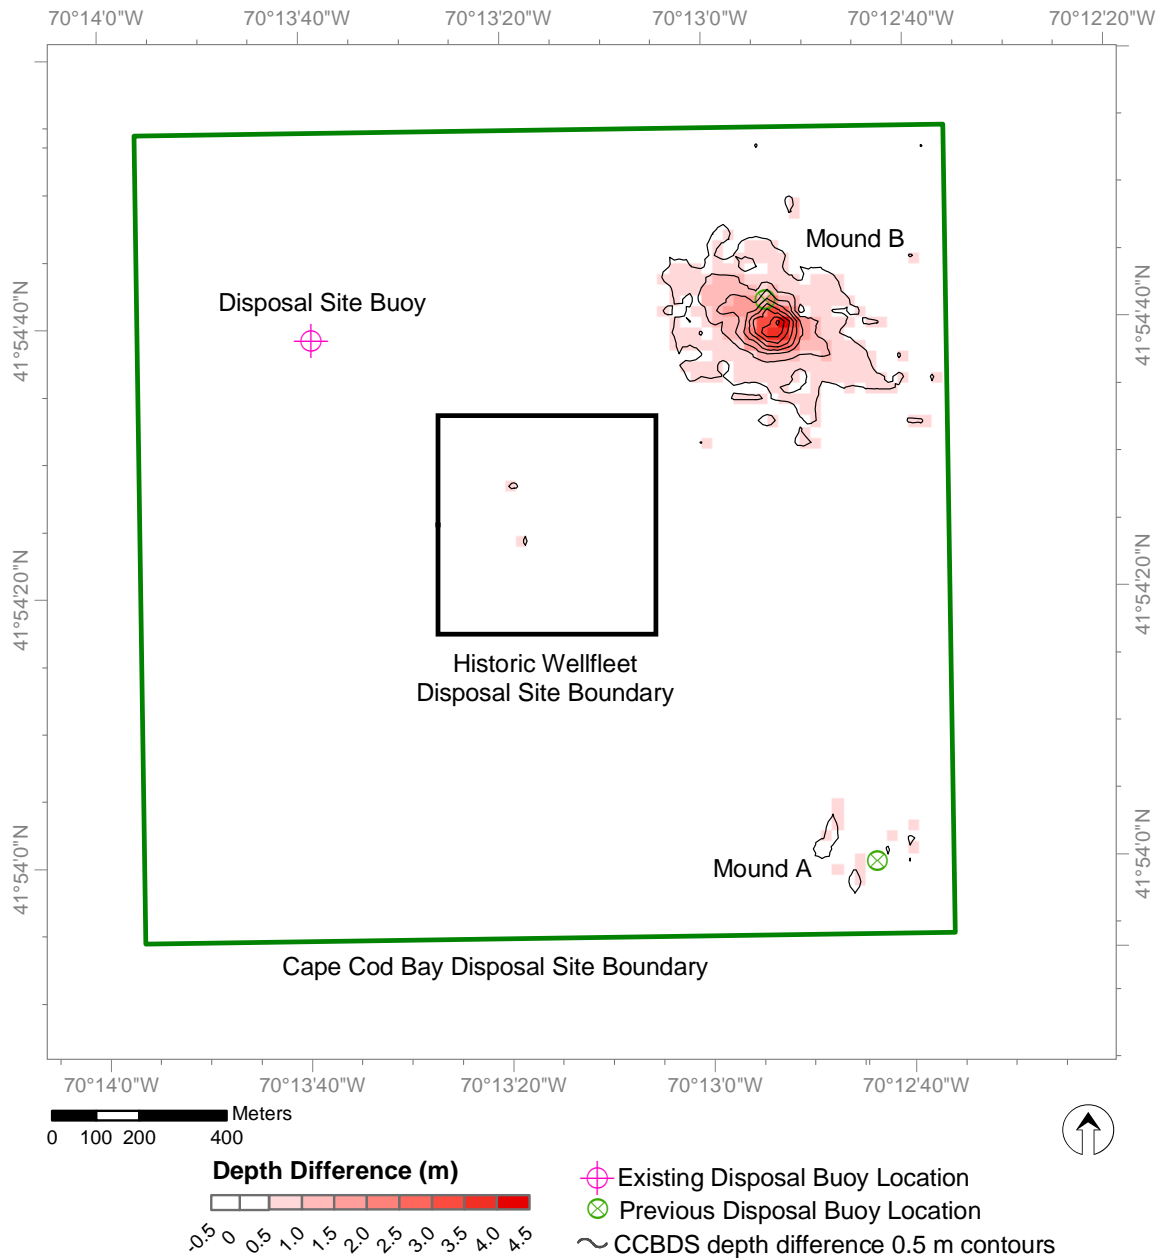 70°14'0"W 70°13'40"W 70°13'20"W 70°13'0"W 70°12'40"W 70°12'20"W
Mound B
Disposal Site Buoy
41°54'40"N
41°54'40"N
41°54'20"N
41°54'20"N
Historic Wellfleet
Disposal Site Boundary
41°54'0"N
41°54'0"N
Mound A
Cape Cod Bay Disposal Site Boundary
70°14'0"W 70°13'40"W 70°13'20"W 70°13'0"W 70°12'40"W
Meters
0 100 200 400
Depth Difference (m)
-0.5 0 0.5 1.0 1.5 2.0 2.5 3.0 3.5 4.0 4.5
Existing Disposal Buoy Location
Previous Disposal Buoy Location
CCBDS depth difference 0.5 m contours